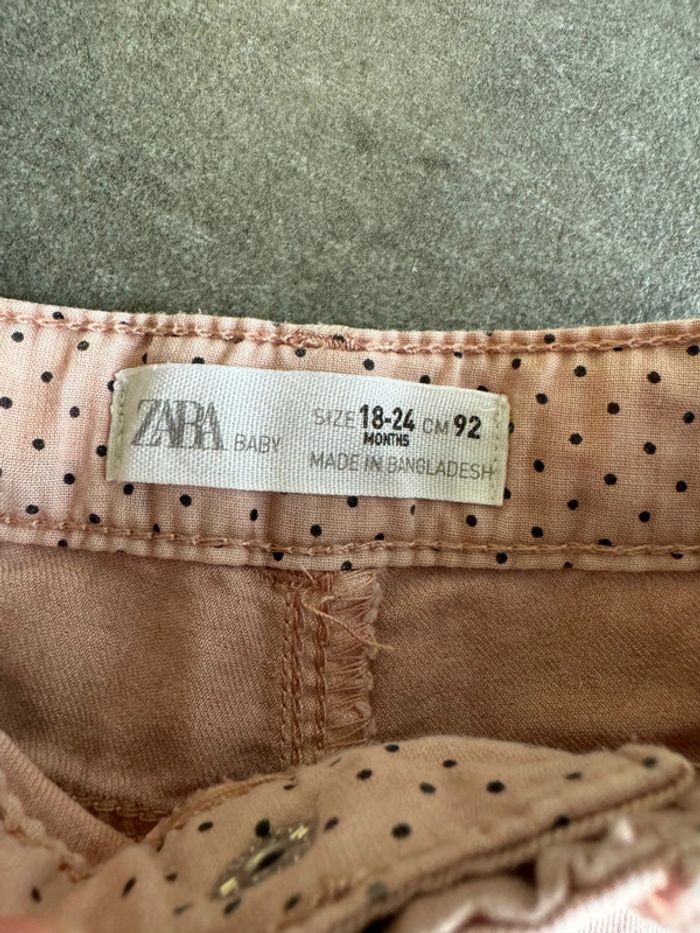 ZARA BABY
SIZE 18-24 MONTHS CM 92
MADE IN BANGLADESH